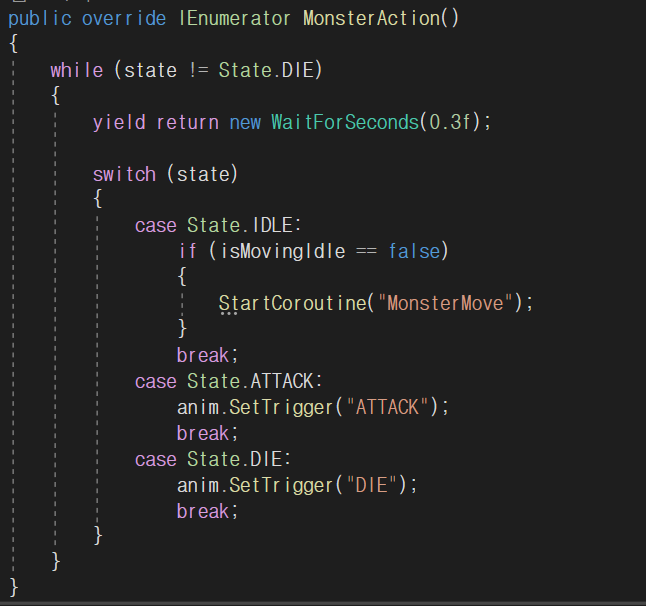 public override IEnumerator MonsterAction()
{
    while (state != State.DIE)
    {
        yield return new WaitForSeconds(0.3f);

        switch (state)
        {
            case State.IDLE:
                if (isMovingIdle == false)
                {
                    StartCoroutine("MonsterMove");
                }
                break;
            case State.ATTACK:
                anim.SetTrigger("ATTACK");
                break;
            case State.DIE:
                anim.SetTrigger("DIE");
                break;
        }
    }
}